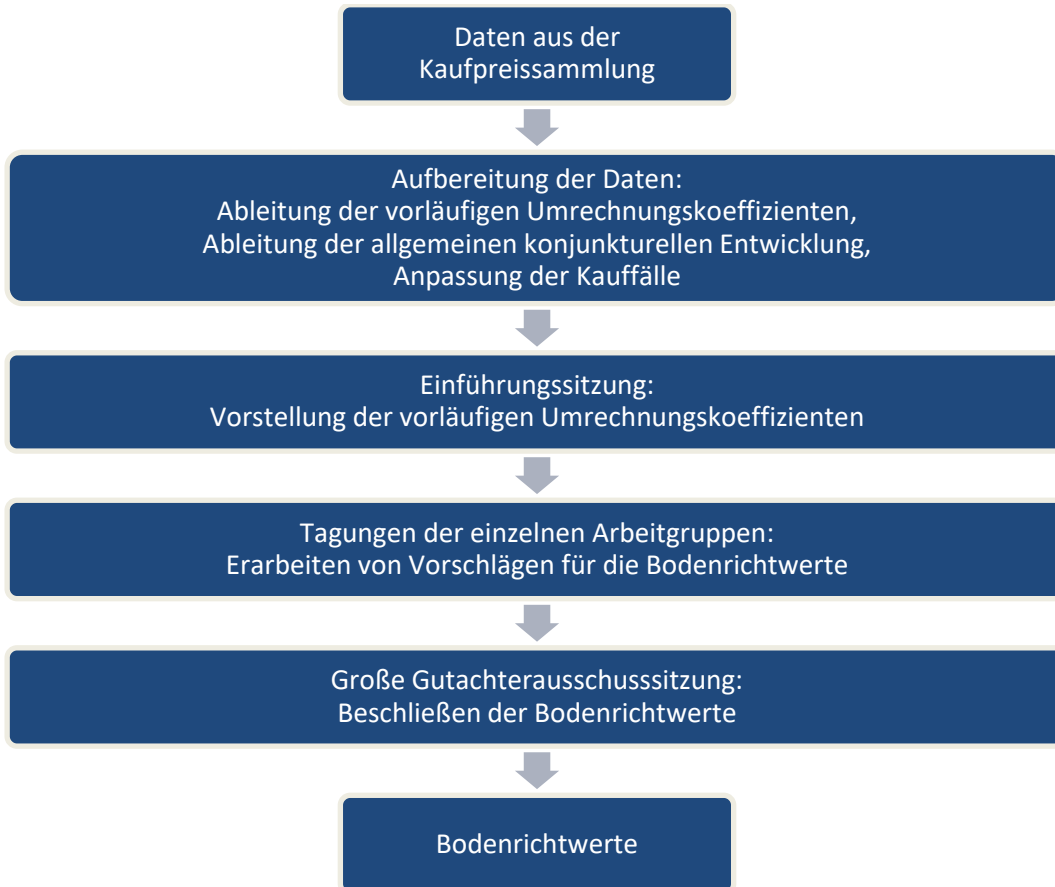 Daten aus der
Kaufpreissammlung
Aufbereitung der Daten:
Ableitung der vorläufigen Umrechnungskoeffizienten,
Ableitung der allgemeinen konjunkturellen Entwicklung,
Anpassung der Kauffälle
Einführungssitzung:
Vorstellung der vorläufigen Umrechnungskoeffizienten
Tagungen der einzelnen Arbeitgruppen:
Erarbeiten von Vorschlägen für die Bodenrichtwerte
Große Gutachterausschusssitzung:
Beschließen der Bodenrichtwerte
Bodenrichtwerte